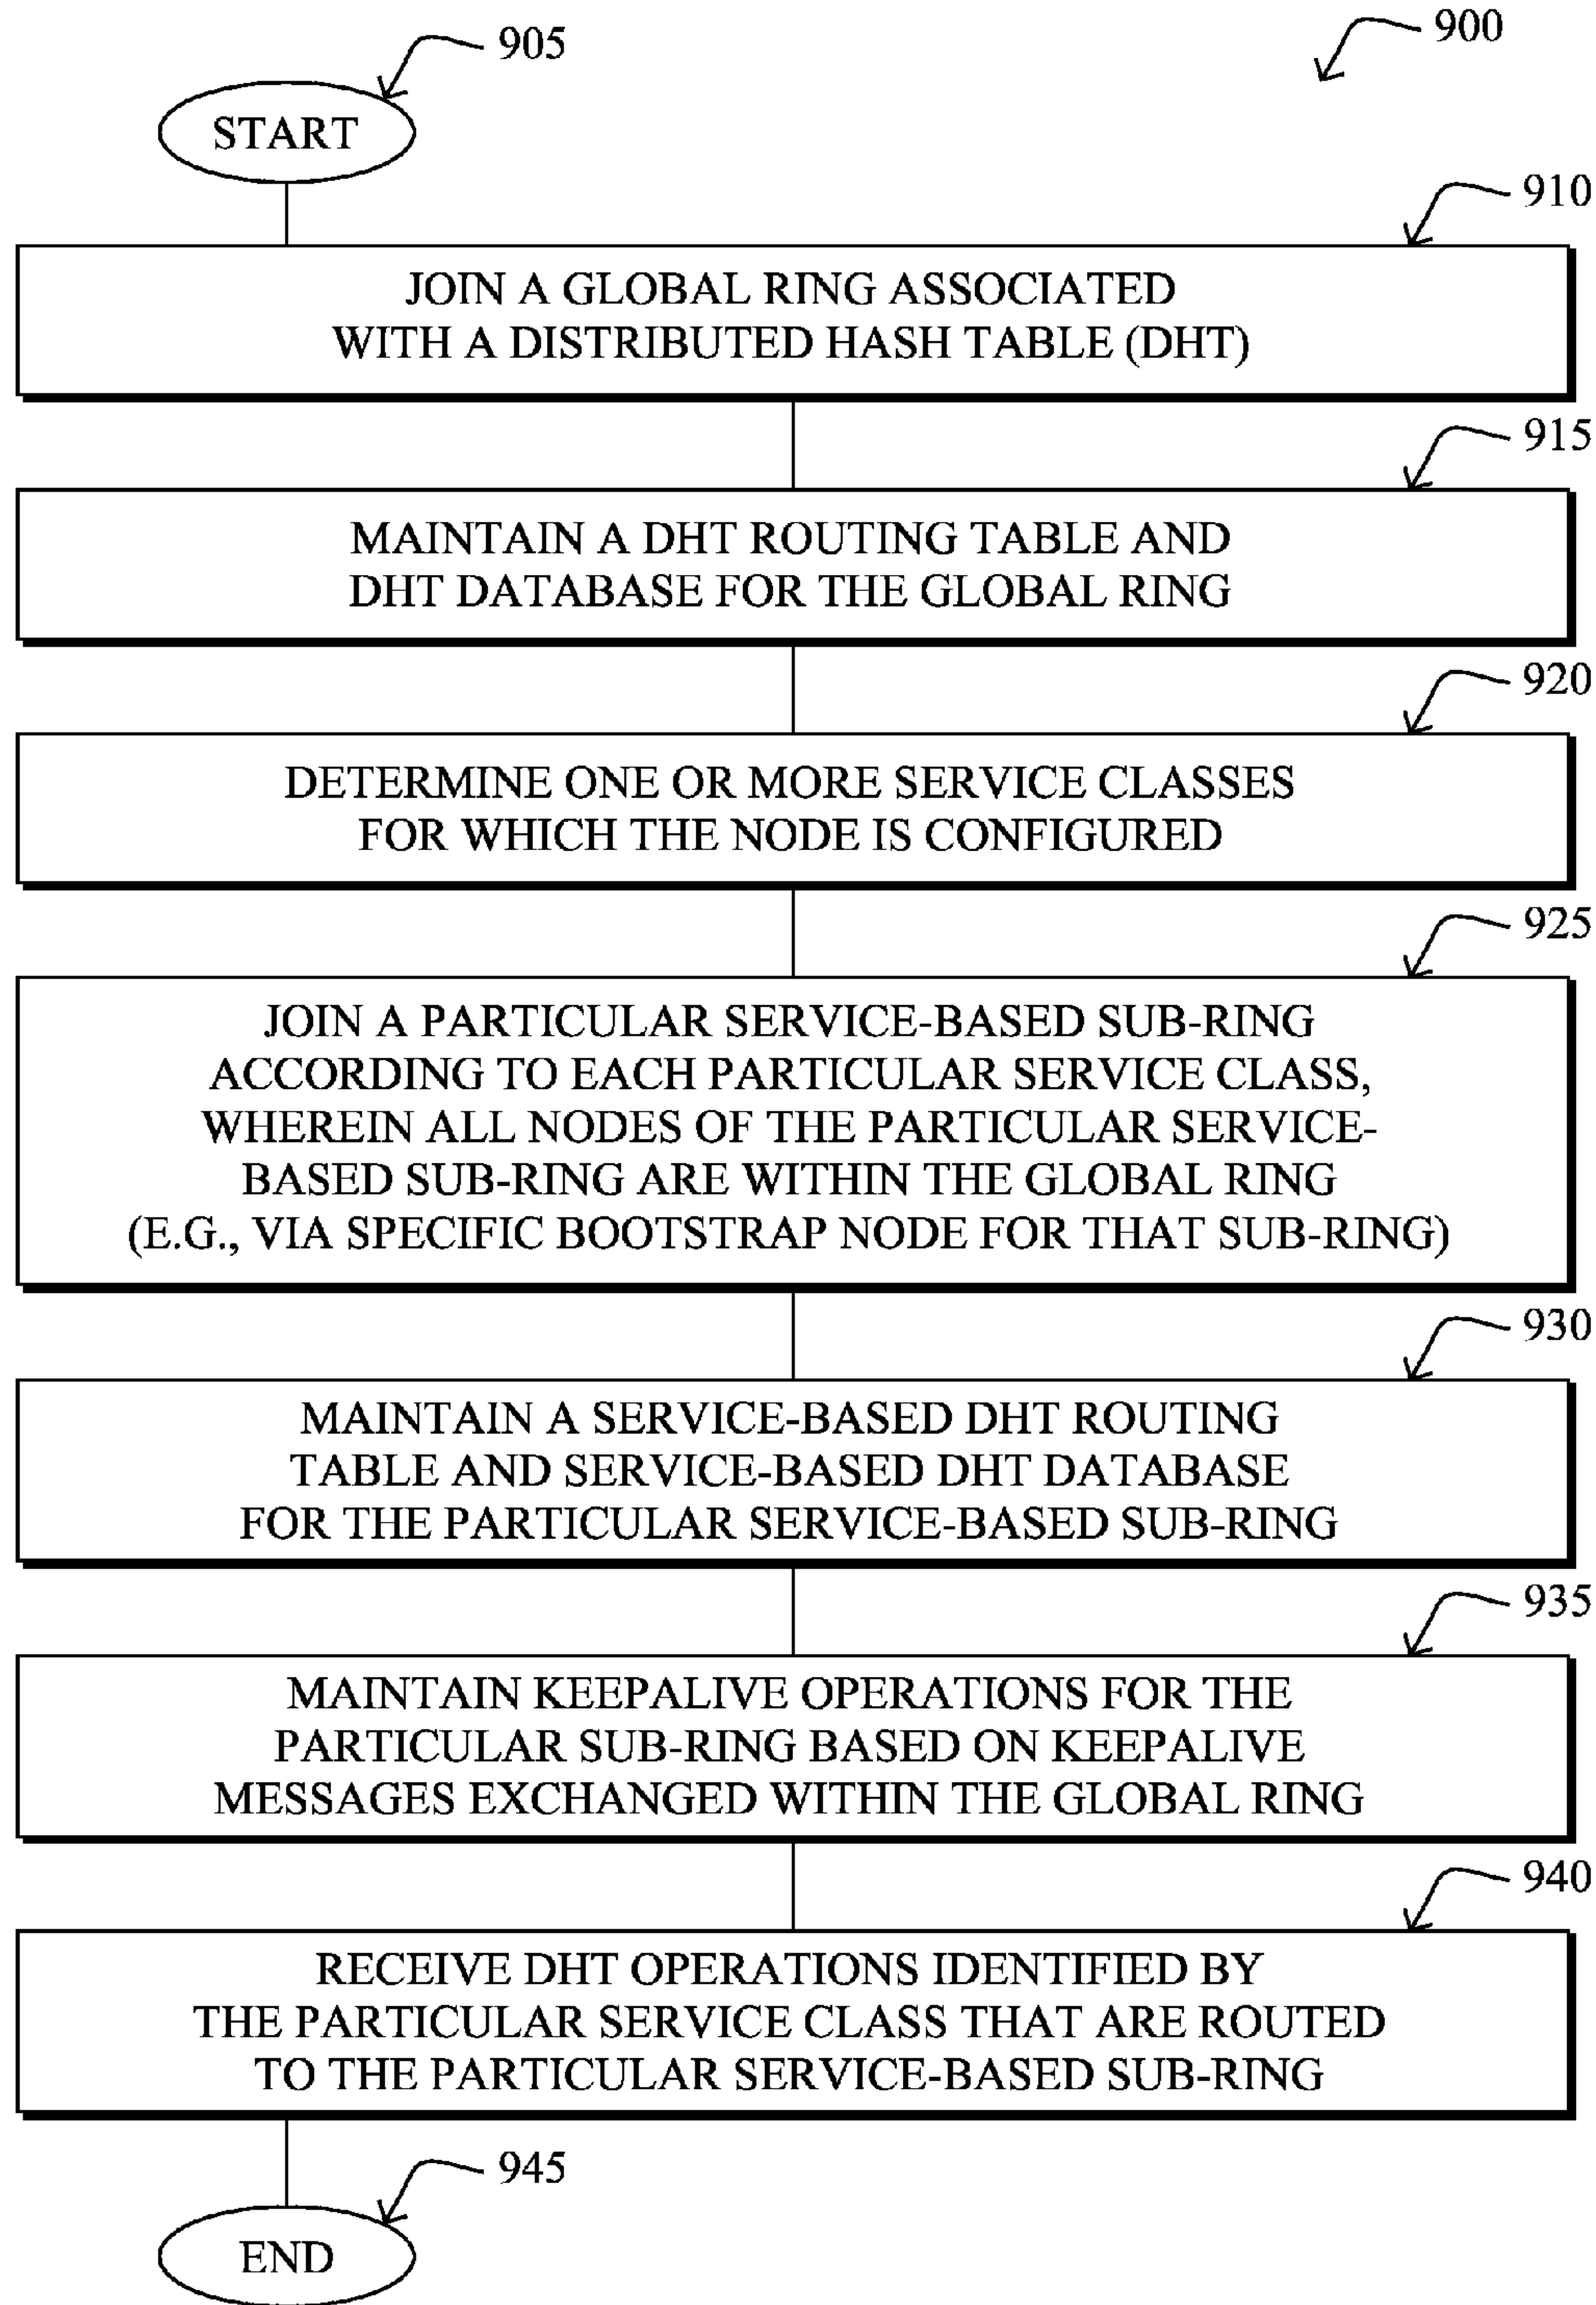 900
905
START
910
JOIN A GLOBAL RING ASSOCIATED
WITH A DISTRIBUTED HASH TABLE (DHT)
915
MAINTAIN A DHT ROUTING TABLE AND
DHT DATABASE FOR THE GLOBAL RING
920
DETERMINE ONE OR MORE SERVICE CLASSES
FOR WHICH THE NODE IS CONFIGURED
925
JOIN A PARTICULAR SERVICE-BASED SUB-RING
ACCORDING TO EACH PARTICULAR SERVICE CLASS,
WHEREIN ALL NODES OF THE PARTICULAR SERVICE-
BASED SUB-RING ARE WITHIN THE GLOBAL RING
(E.G., VIA SPECIFIC BOOTSTRAP NODE FOR THAT SUB-RING)
930
MAINTAIN A SERVICE-BASED DHT ROUTING
TABLE AND SERVICE-BASED DHT DATABASE
FOR THE PARTICULAR SERVICE-BASED SUB-RING
935
MAINTAIN KEEPALIVE OPERATIONS FOR THE
PARTICULAR SUB-RING BASED ON KEEPALIVE
MESSAGES EXCHANGED WITHIN THE GLOBAL RING
940
RECEIVE DHT OPERATIONS IDENTIFIED BY
THE PARTICULAR SERVICE CLASS THAT ARE ROUTED
TO THE PARTICULAR SERVICE-BASED SUB-RING
945
END